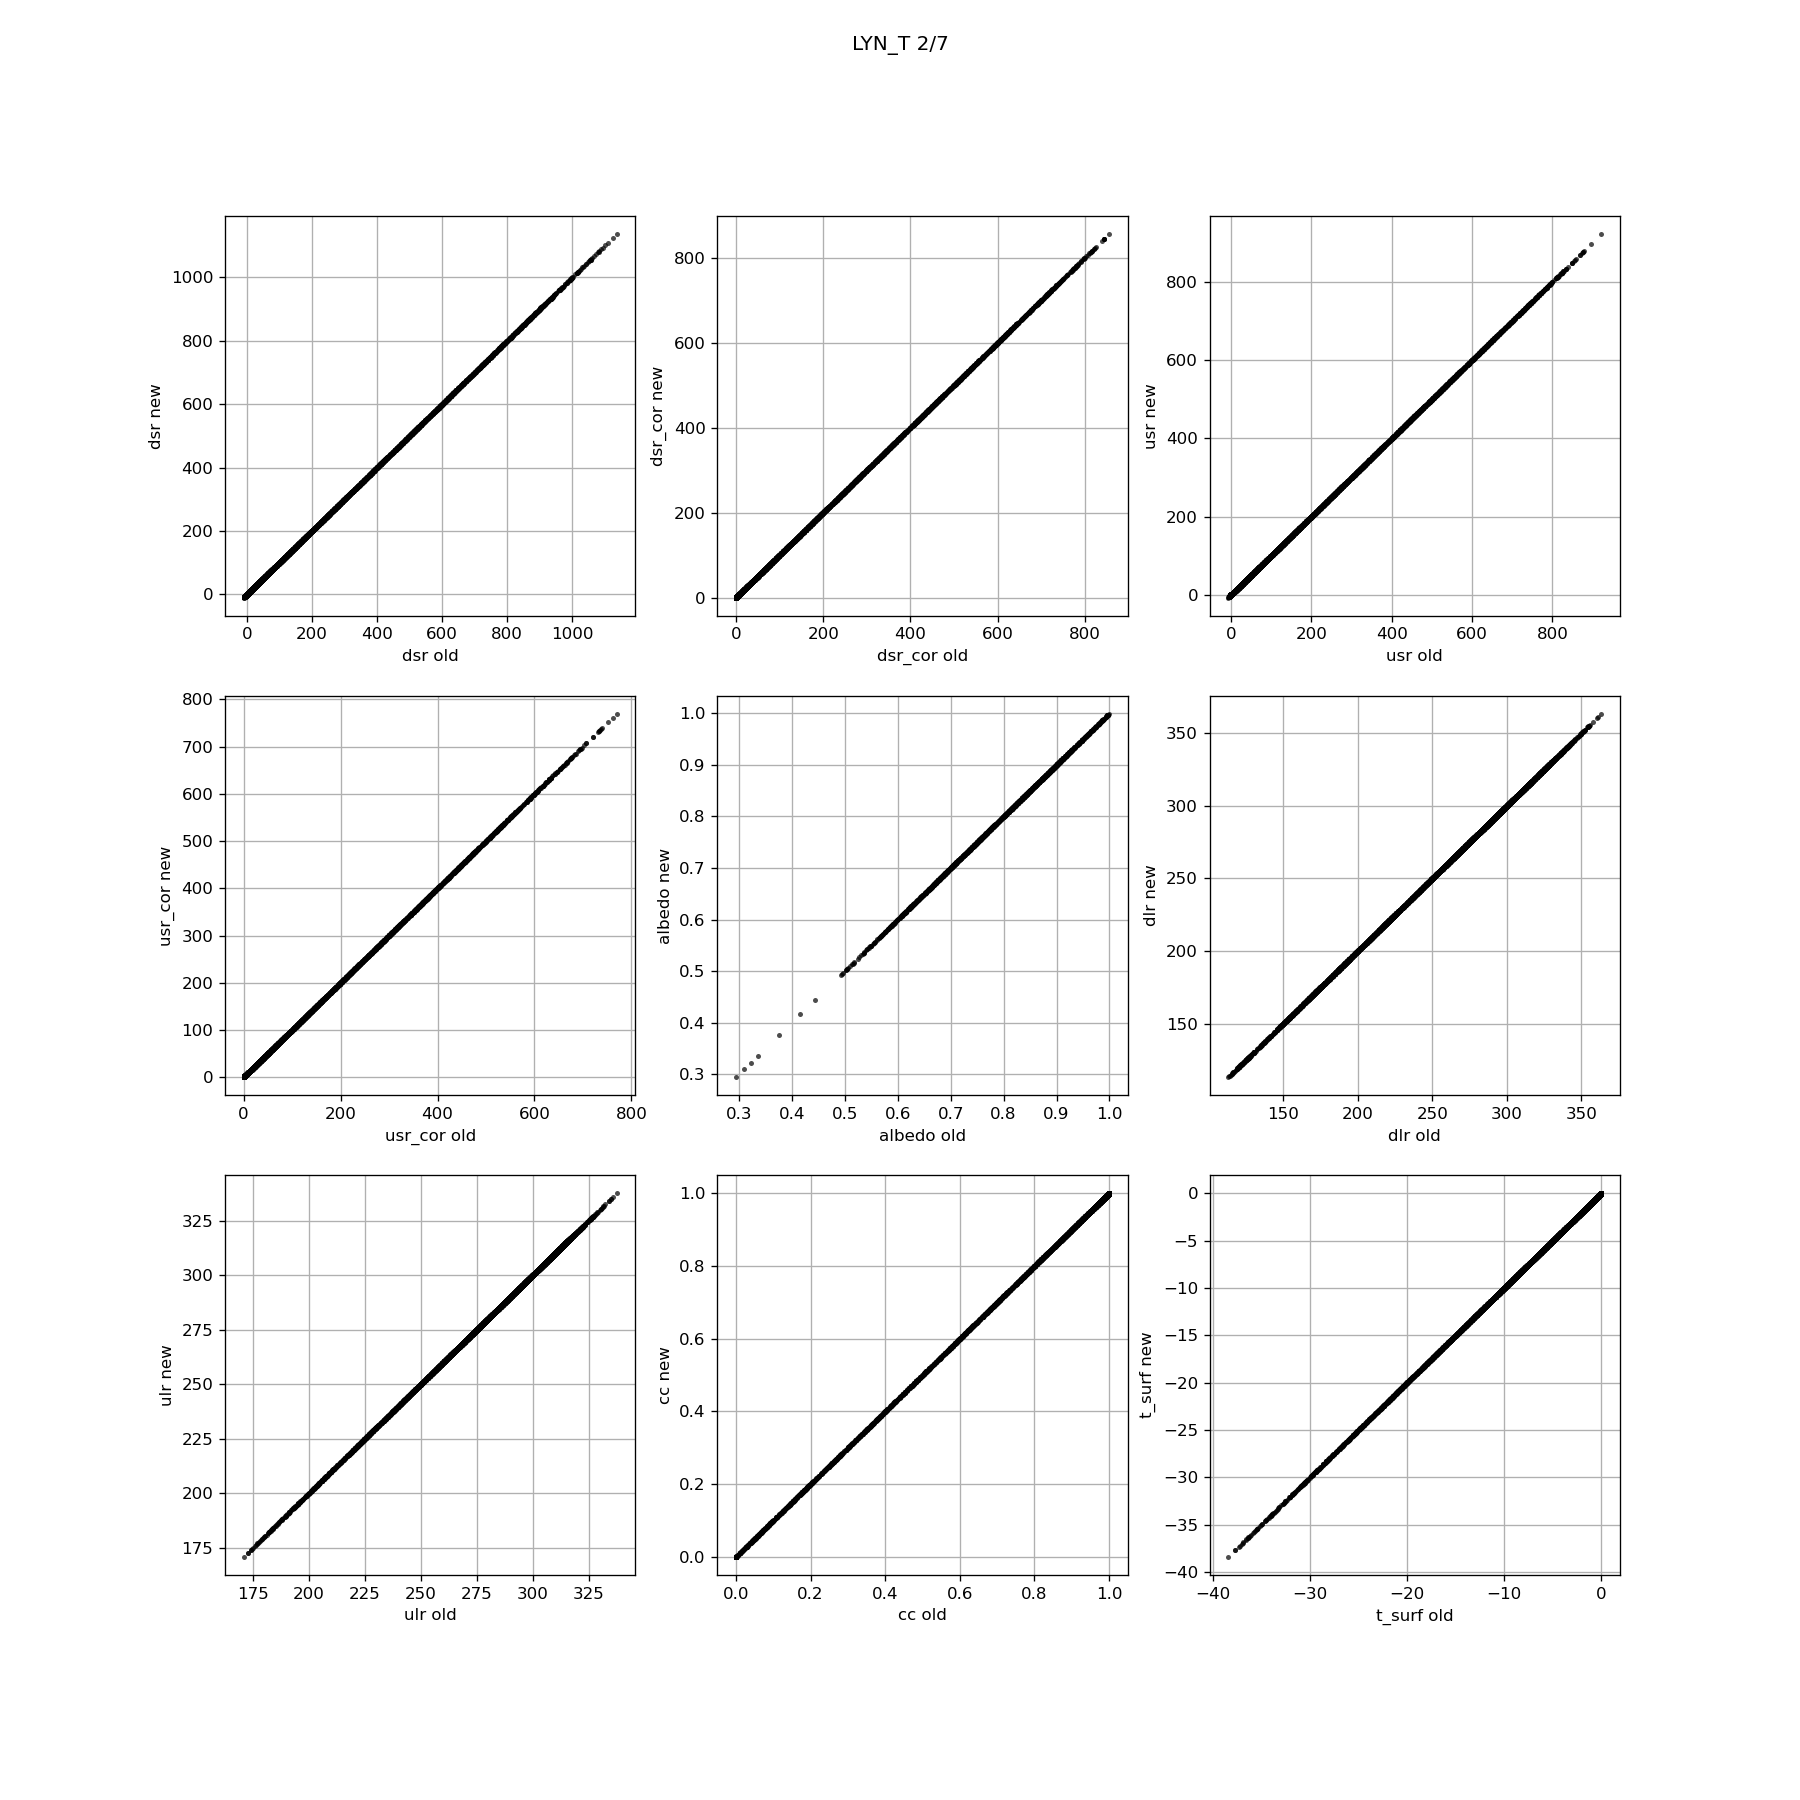 LYN_T 2/7
1000
800
600
400
200
0
dsr new
0 200 400 600 800 1000
dsr old
800
600
400
200
0
dsr_cor new
0 200 400 600 800
dsr_cor old
800
600
400
200
0
usr new
0 200 400 600 800
usr old
800
700
600
500
400
300
200
100
0
usr_cor new
0 200 400 600 800
usr_cor old
1.0
0.9
0.8
0.7
0.6
0.5
0.4
0.3
albedo new
0.3 0.4 0.5 0.6 0.7 0.8 0.9 1.0
albedo old
350
300
250
200
150
dlr new
150 200 250 300 350
dlr old
325
300
275
250
225
200
175
ulr new
175 200 225 250 275 300 325
ulr old
1.0
0.8
0.6
0.4
0.2
0.0
cc new
0.0 0.2 0.4 0.6 0.8 1.0
cc old
0
−5
−10
−15
−20
−25
−30
−35
−40
t_surf new
−40 −30 −20 −10 0
t_surf old